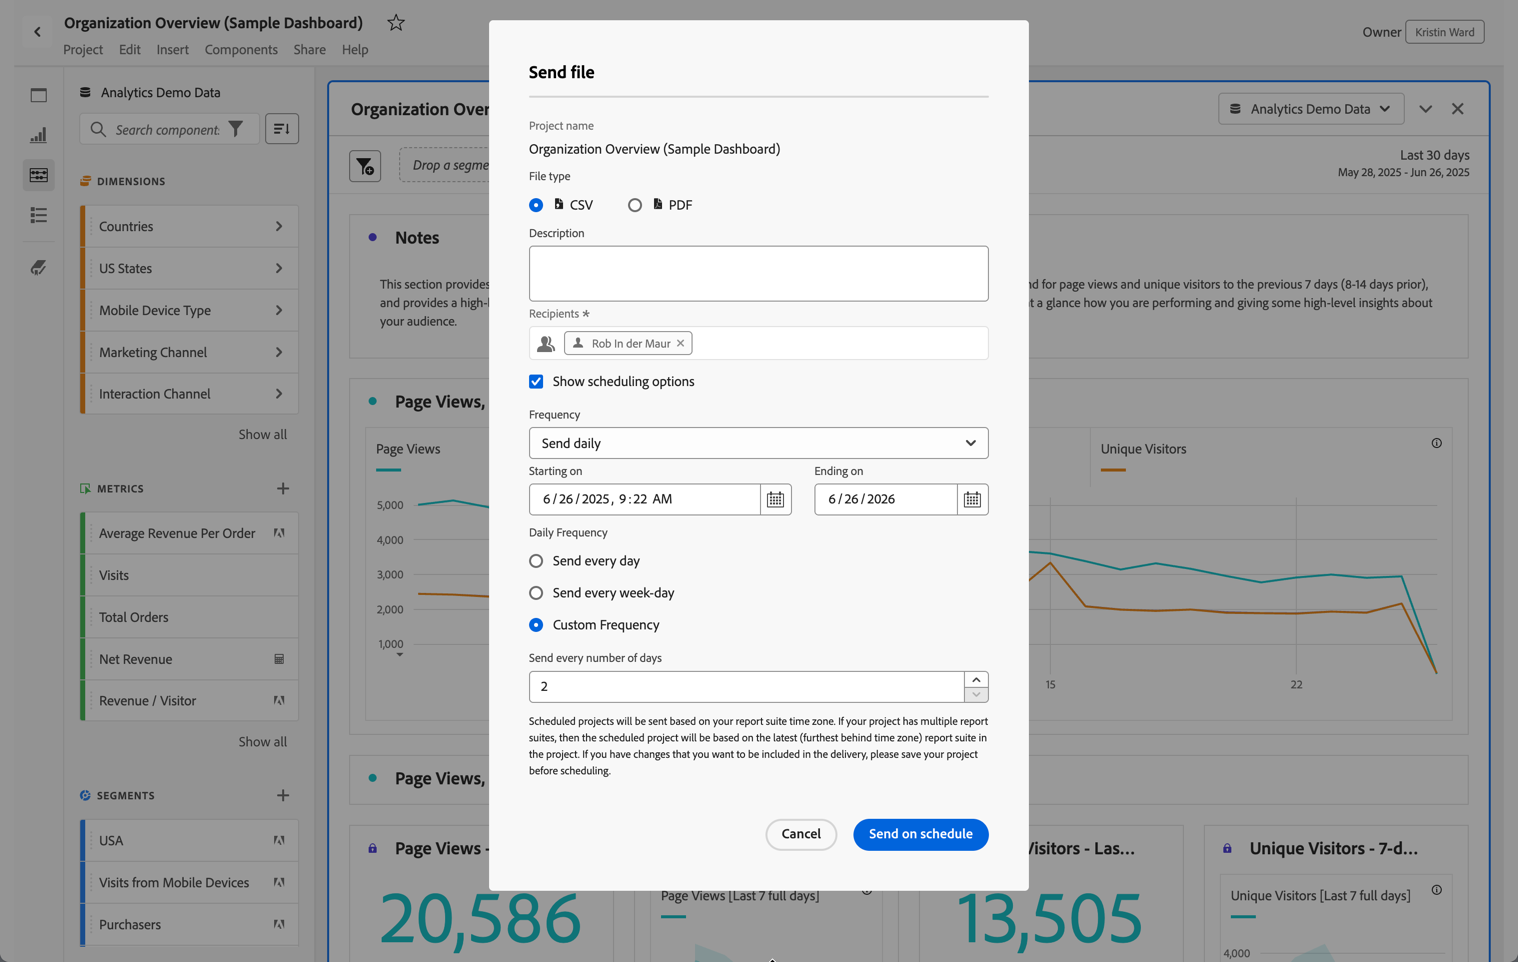 Organization Overview (Sample Dashboard)
Project Edit Insert Components Share Help
Owner Kristin Ward
Analytics Demo Data
Search component
DIMENSIONS
Countries
US States
Mobile Device Type
Marketing Channel
Interaction Channel
Show all
METRICS
Average Revenue Per Order
Visits
Total Orders
Net Revenue
Revenue / Visitor
Show all
SEGMENTS
USA
Visits from Mobile Devices
Purchasers
Organization Over
Analytics Demo Data
Drop a segme
Last 30 days
May 28, 2025 - Jun 26, 2025
Notes
This section provides
and provides a high-l
your audience.
nd for page views and unique visitors to the previous 7 days (8-14 days prior),
t a glance how you are performing and giving some high-level insights about
Page Views,
Page Views
Unique Visitors
5,000
4,000
3,000
2,000
1,000
15 22
Page Views,
Page Views -
20,586
Page Views [Last 7 full days]
Visitors - Las...
13,505
Unique Visitors - 7-d...
Unique Visitors [Last 7 full days]
4,000
Send file
Project name
Organization Overview (Sample Dashboard)
File type
CSV PDF
Description
Recipients *
Rob In der Maur
Show scheduling options
Frequency
Send daily
Starting on Ending on
6/26/2025, 9:22 AM 6/26/2026
Daily Frequency
Send every day
Send every week-day
Custom Frequency
Send every number of days
2
Scheduled projects will be sent based on your report suite time zone. If your project has multiple report
suites, then the scheduled project will be based on the latest (furthest behind time zone) report suite in
the project. If you have changes that you want to be included in the delivery, please save your project
before scheduling.
Cancel Send on schedule